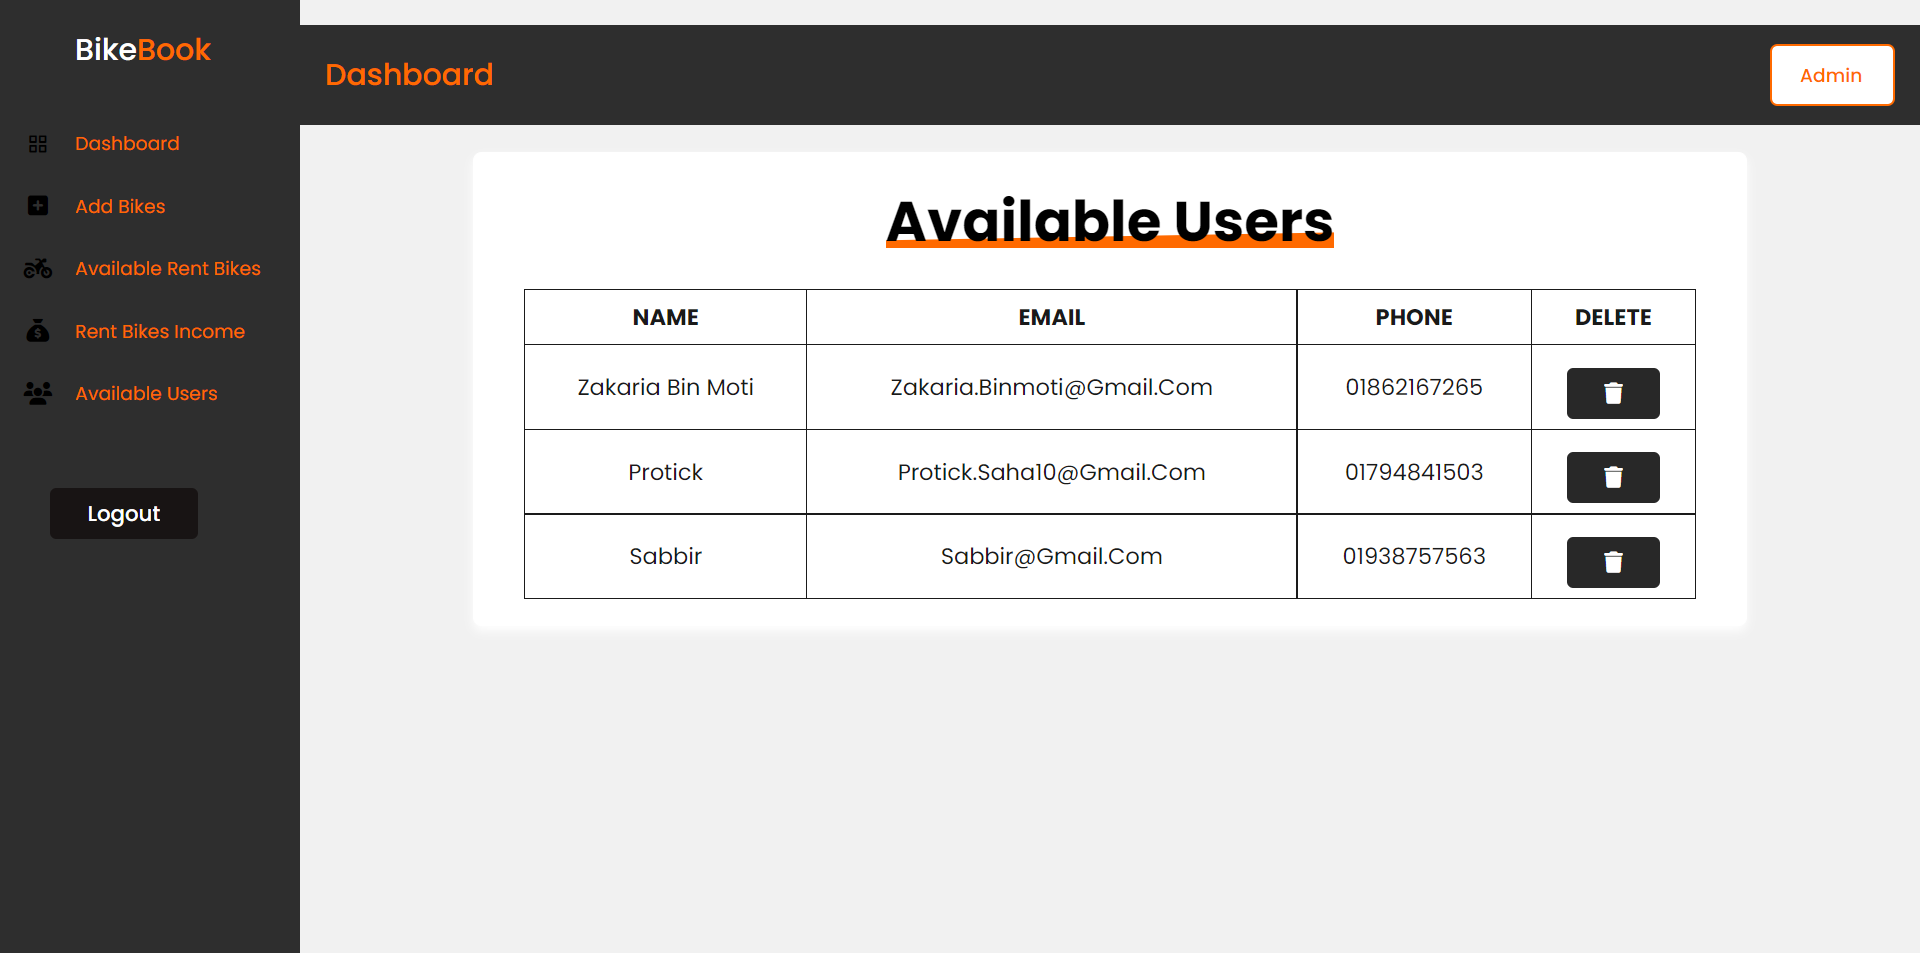 BikeBook
Dashboard
Add Bikes
Available Rent Bikes
Rent Bikes Income
Available Users
Logout
Dashboard
Admin
Available Users
NAME EMAIL PHONE DELETE
Zakaria Bin Moti Zakaria.Binmoti@Gmail.Com 01862167265
Protick Protick.Saha10@Gmail.Com 01794841503
Sabbir Sabbir@Gmail.Com 01938757563